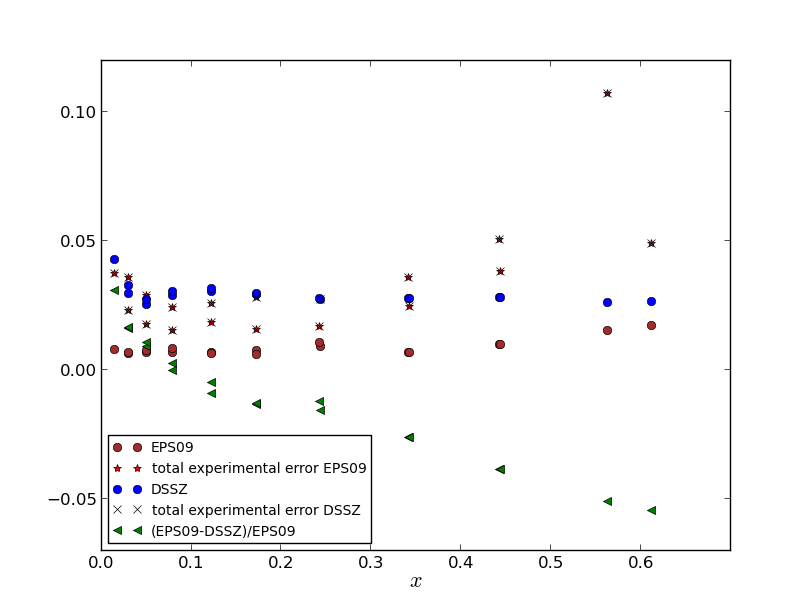 0.10
0.05
0.00
−0.05
EPS09
total experimental error EPS09
DSSZ
total experimental error DSSZ
(EPS09-DSSZ)/EPS09
0.0 0.1 0.2 0.3 0.4 0.5 0.6
x